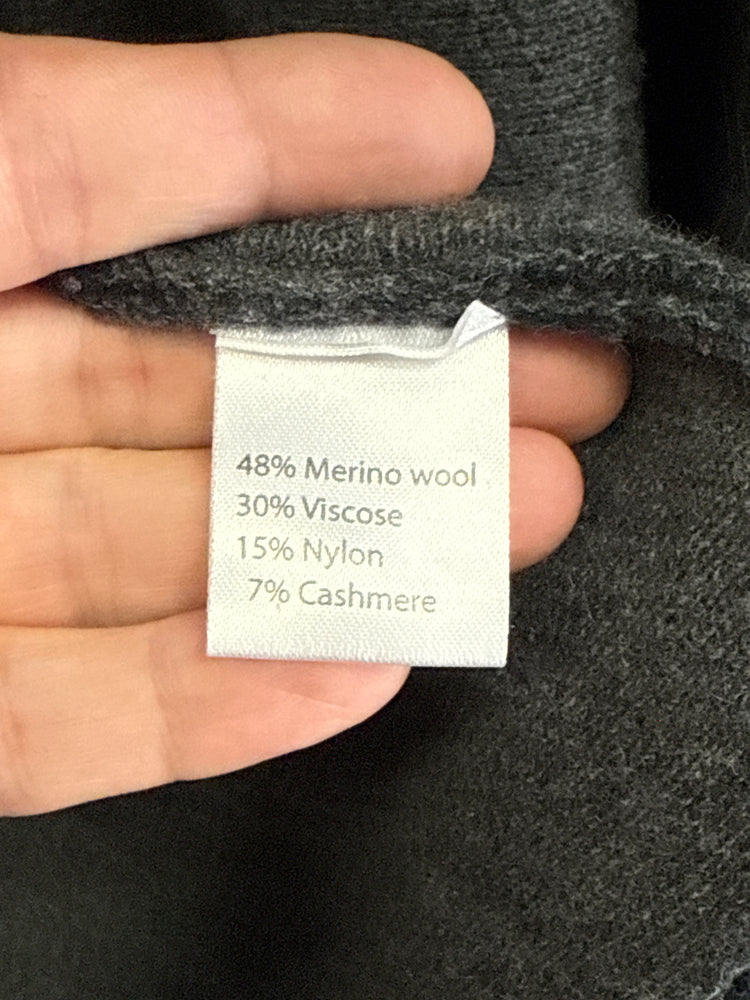 48% Merino wool
30% Viscose
15% Nylon
7% Cashmere